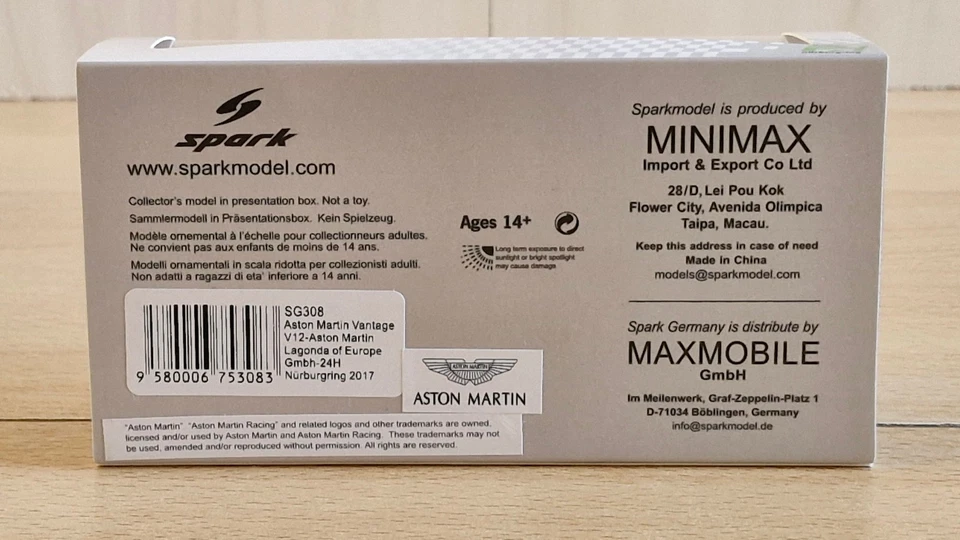 spark
www.sparkmodel.com
Collector's model in presentation box. Not a toy.
Sammlermodell in Präsentationsbox. Kein Spielzeug.
Modèle ornemental à l'échelle pour collectionneurs adultes.
Ne convient pas aux enfants de moins de 14 ans.
Modelli ornamentali in scala ridotta per collezionisti adulti.
Non adatti a ragazzi di eta' inferiore a 14 anni.
SG308
Aston Martin Vantage
V12-Aston Martin
Lagonda of Europe
Gmbh-24H
Nürburgring 2017
9 580006 753083
ASTON MARTIN
ASTON MARTIN
"Aston Martin" "Aston Martin Racing" and related logos and other trademarks are owned,
licensed and/or used by Aston Martin and Aston Martin Racing. These trademarks may not
be used, amended and/or reproduced without permission. All rights are reserved.
Ages 14+
Long term exposure to direct
sunlight or bright spotlight
may cause damage
Sparkmodel is produced by
MINIMAX
Import & Export Co Ltd
28/D, Lei Pou Kok
Flower City, Avenida Olimpica
Taipa, Macau.
Keep this address in case of need
Made in China
models@sparkmodel.com
Spark Germany is distribute by
MAXMOBILE
GmbH
Im Meilenwerk, Graf-Zeppelin-Platz 1
D-71034 Böblingen, Germany
info@sparkmodel.de